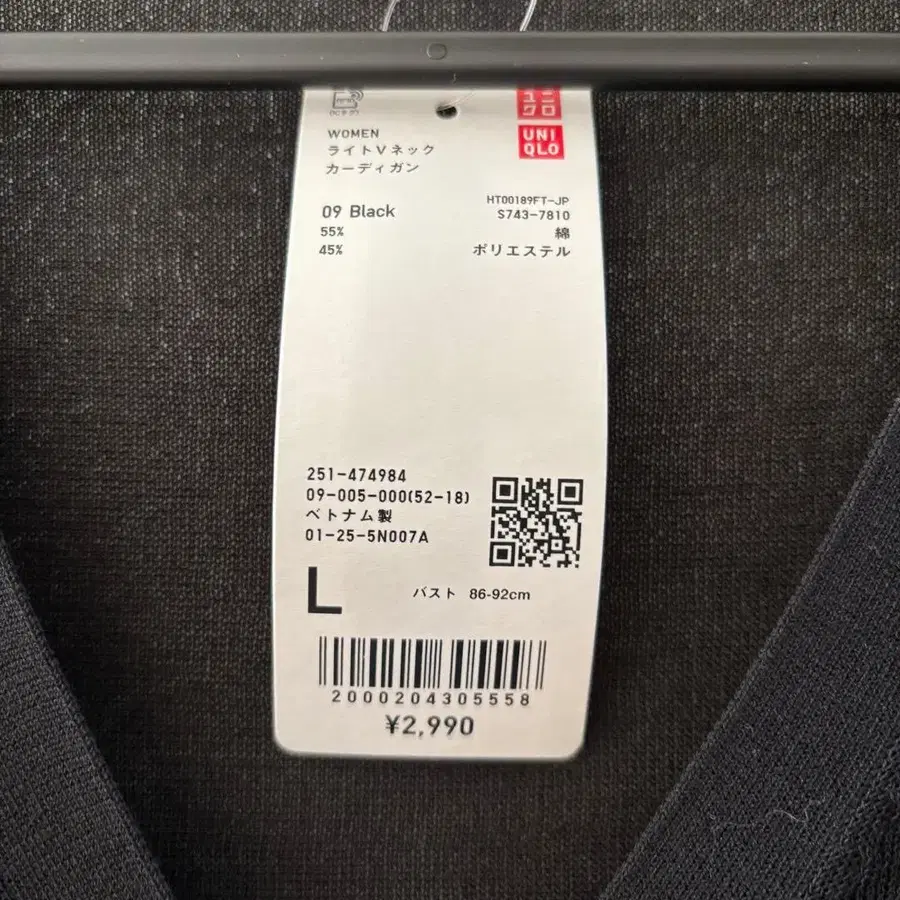 ユニ
クロ
UNI
QLO
WOMEN
ライトVネック
カーディガン
HT00189FT-JP
09 Black
S743-7810
55% 綿
45% ポリエステル
251-474984
09-005-000(52-18)
ベトナム製
01-25-5N007A
L
バスト 86-92cm
2000204305558
¥2,990